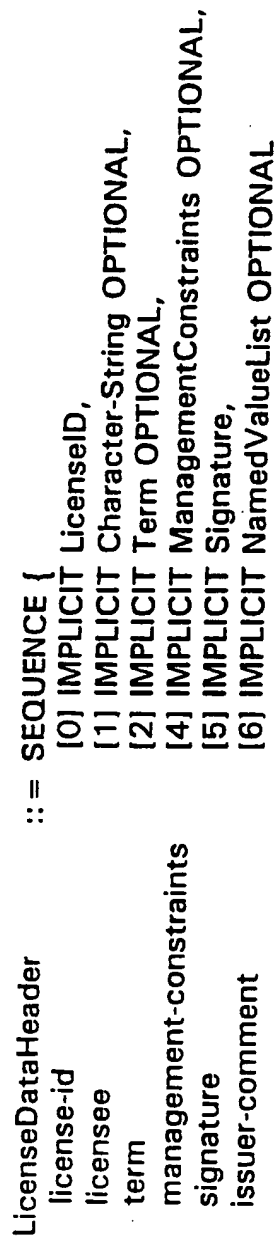 LicenseDataHeader ::= SEQUENCE {
license-id [0] IMPLICIT LicenseID,
licensee [1] IMPLICIT Character-String OPTIONAL,
term [2] IMPLICIT Term OPTIONAL,
management-constraints [4] IMPLICIT ManagementConstraints OPTIONAL,
signature [5] IMPLICIT Signature,
issuer-comment [6] IMPLICIT NamedValueList OPTIONAL